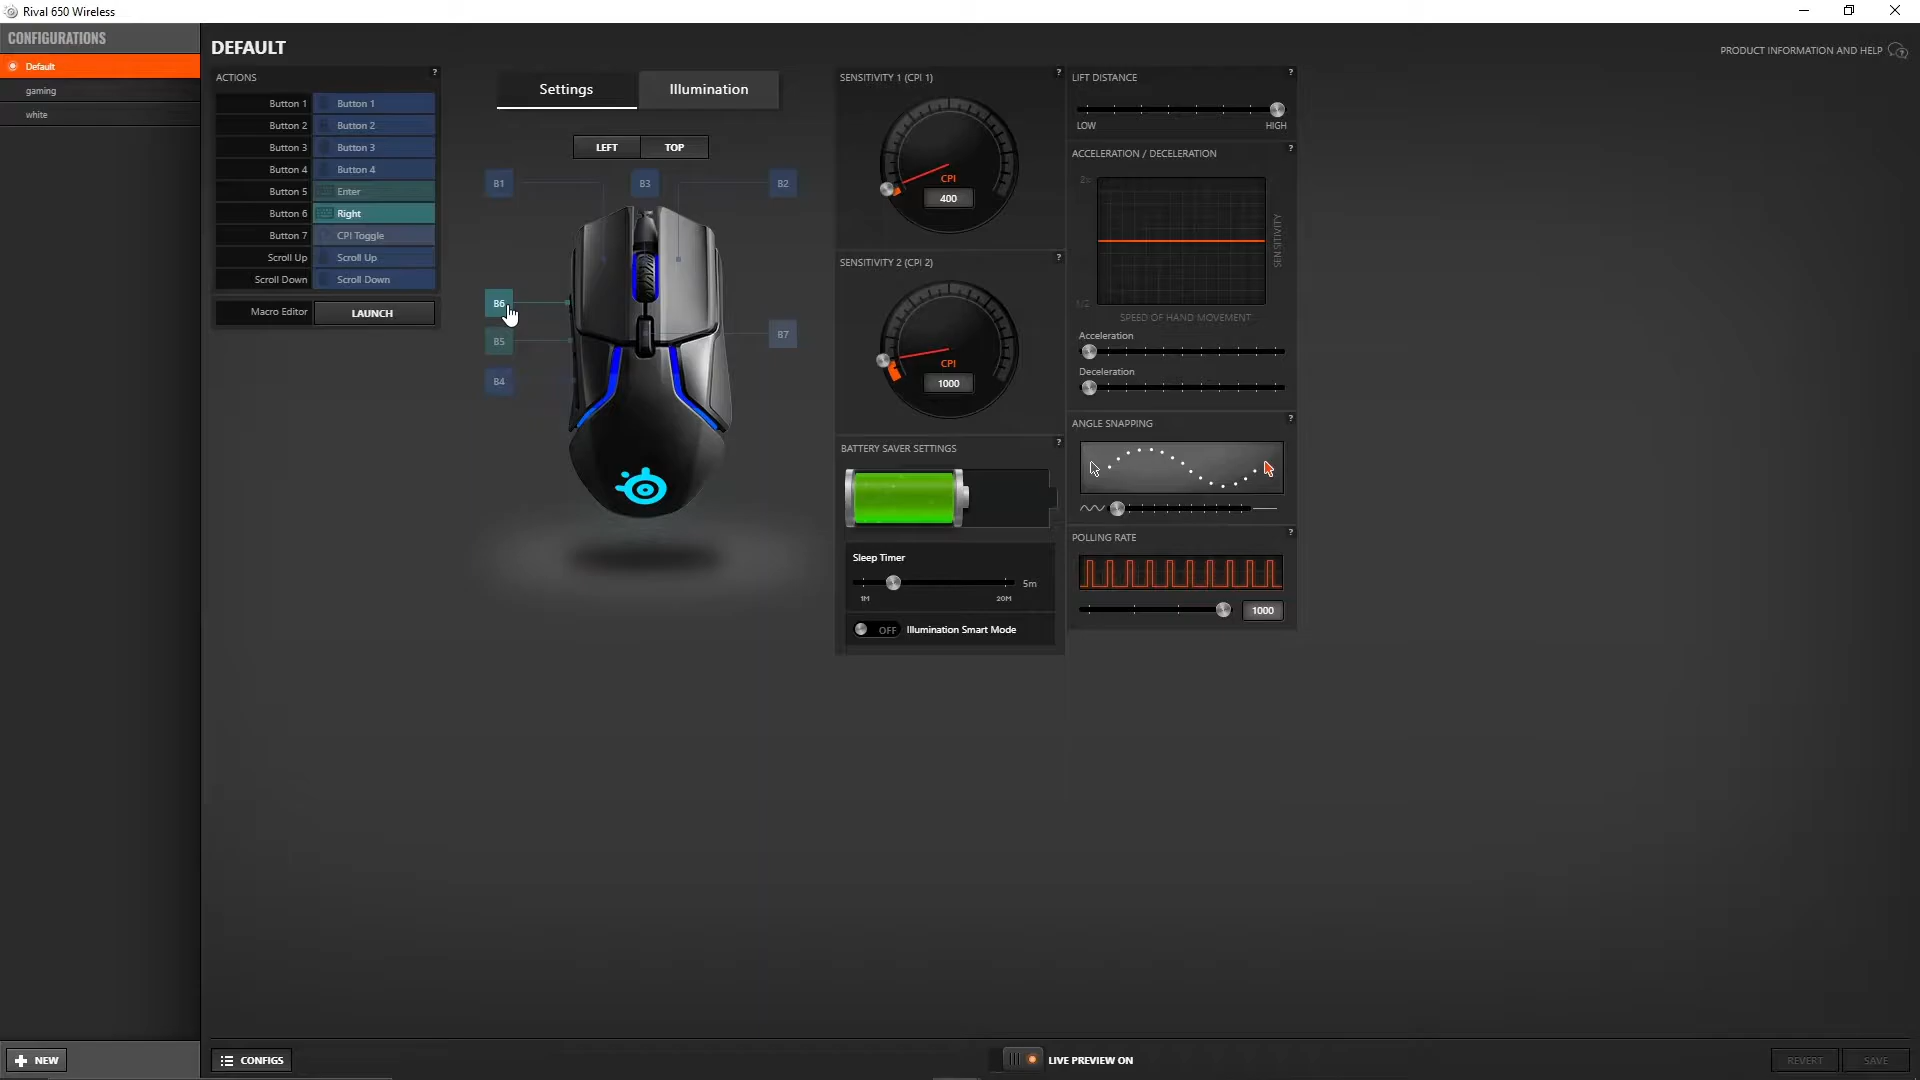 Rival 650 Wireless
CONFIGURATIONS
Default
gaming
white
NEW
DEFAULT
PRODUCT INFORMATION AND HELP
ACTIONS
?
Button 1 Button 1
Button 2 Button 2
Button 3 Button 3
Button 4 Button 4
Button 5 Enter
Button 6 Right
Button 7 CPI Toggle
Scroll Up Scroll Up
Scroll Down Scroll Down
Macro Editor LAUNCH
Settings Illumination
LEFT TOP
B1 B3 B2
B6
B5 B7
B4
SENSITIVITY 1 (CPI 1) ?
CPI
400
SENSITIVITY 2 (CPI 2) ?
CPI
1000
BATTERY SAVER SETTINGS ?
Sleep Timer
5m
1M 20M
OFF Illumination Smart Mode
LIFT DISTANCE ?
LOW HIGH
ACCELERATION / DECELERATION ?
2x
SENSITIVITY
1/2
SPEED OF HAND MOVEMENT
Acceleration
Deceleration
ANGLE SNAPPING ?
POLLING RATE ?
1000
CONFIGS
LIVE PREVIEW ON
REVERT SAVE